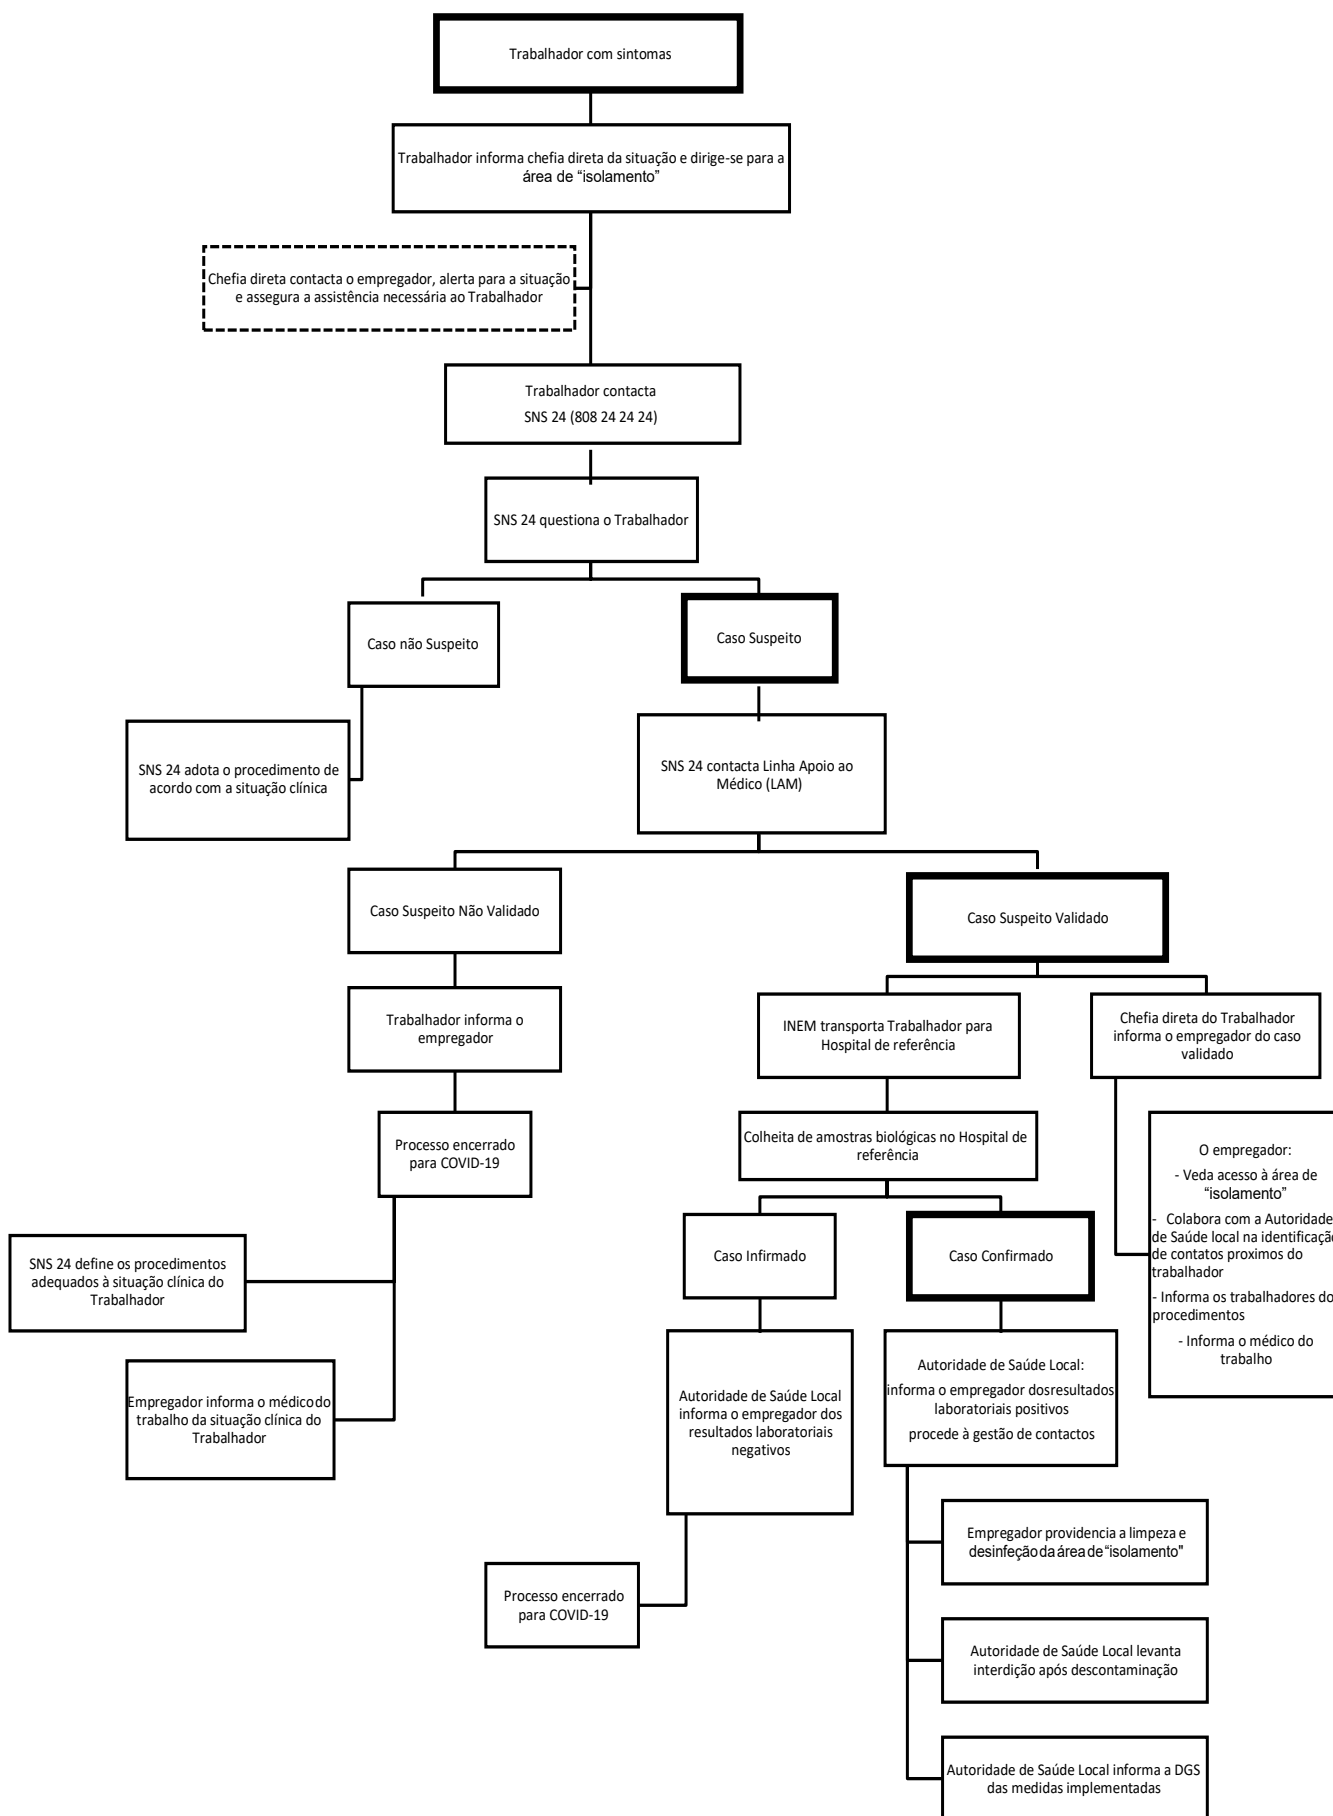 Trabalhador com sintomas
Trabalhador informa chefia direta da situação e dirige-se para a
área de “isolamento”
Chefia direta contacta o empregador, alerta para a situação
e assegura a assistência necessária ao Trabalhador
Trabalhador contacta
SNS 24 (808 24 24 24)
SNS 24 questiona o Trabalhador
Caso não Suspeito
Caso Suspeito
SNS 24 adota o procedimento de
acordo com a situação clínica
SNS 24 contacta Linha Apoio ao
Médico (LAM)
Caso Suspeito Não Validado
Caso Suspeito Validado
Trabalhador informa o
empregador
INEM transporta Trabalhador para
Hospital de referência
Chefia direta do Trabalhador
informa o empregador do caso
validado
Processo encerrado
para COVID-19
Colheita de amostras biológicas no Hospital de
referência
O empregador:
- Veda acesso à área de
“isolamento”
- Colabora com a Autoridade
de Saúde local na identificaçã
de contatos proximos do
trabalhador
- Informa os trabalhadores do
procedimentos
- Informa o médico do
trabalho
SNS 24 define os procedimentos
adequados à situação clínica do
Trabalhador
Caso Infirmado
Caso Confirmado
Empregador informa o médico do
trabalho da situação clínica do
Trabalhador
Autoridade de Saúde Local
informa o empregador dos
resultados laboratoriais
negativos
Autoridade de Saúde Local:
informa o empregador dosresultados
laboratoriais positivos
procede à gestão de contactos
Processo encerrado
para COVID-19
Empregador providencia a limpeza e
desinfeção da área de “isolamento"
Autoridade de Saúde Local levanta
interdição após descontaminação
Autoridade de Saúde Local informa a DGS
das medidas implementadas